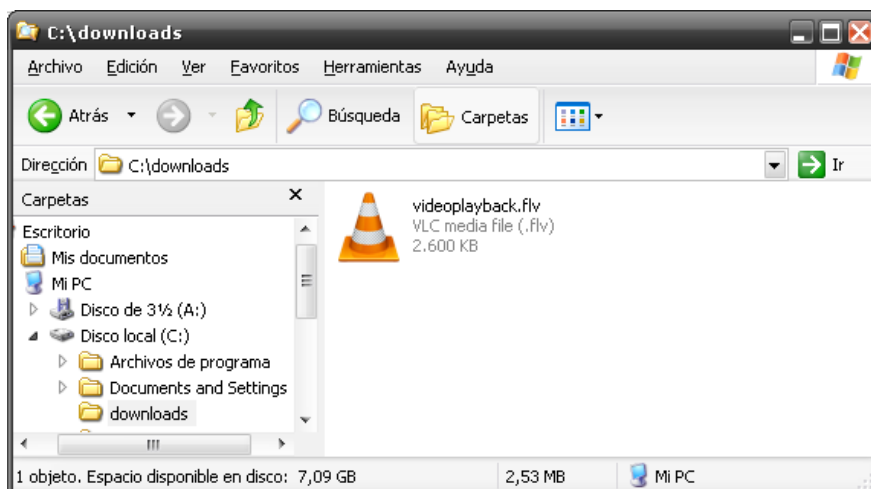 C:\downloads
Archivo Edición Ver Favoritos Herramientas Ayuda
Atrás Búsqueda Carpetas
Dirección C:\downloads Ir
Carpetas
Escritorio
Mis documentos
Mi PC
Disco de 3½ (A:)
Disco local (C:)
Archivos de programa
Documents and Settings
downloads
videoplayback.flv
VLC media file (.flv)
2.600 KB
1 objeto. Espacio disponible en disco: 7,09 GB 2,53 MB Mi PC